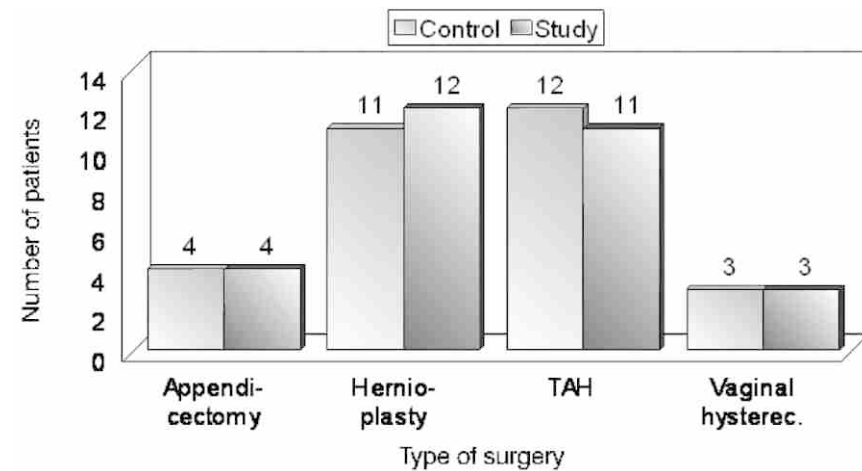 Control Study
Number of patients
14
12
10
8
6
4
2
0
4 4
11 12
12 11
3 3
Appendi-
cectomy
Hernio-
plasty
TAH
Vaginal
hysterec.
Type of surgery